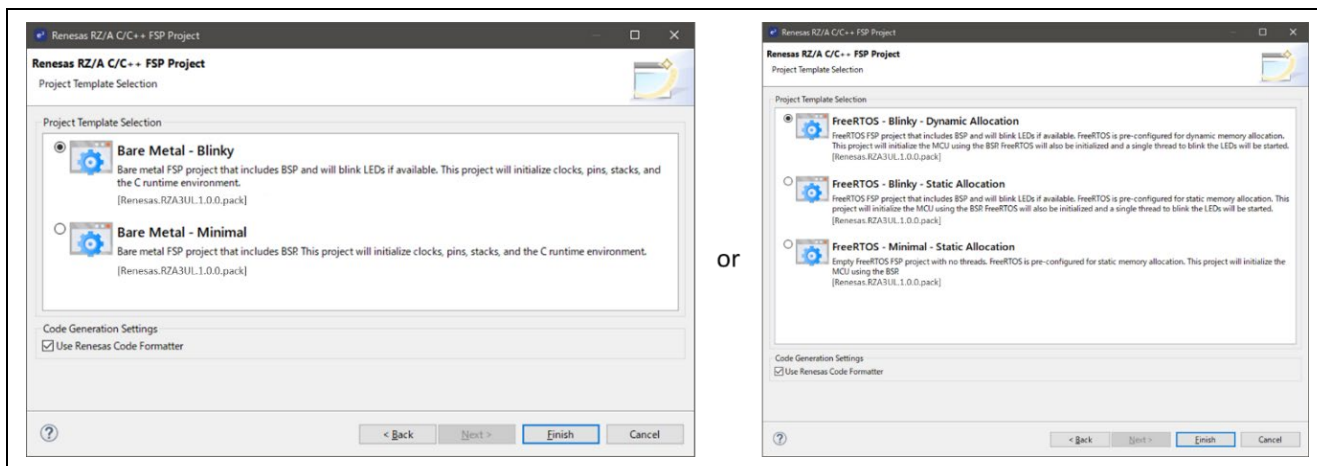 Renesas RZ/A C/C++ FSP Project
Renesas RZ/A C/C++ FSP Project
Project Template Selection
Project Template Selection
Bare Metal - Blinky
Bare metal FSP project that includes BSP and will blink LEDs if available. This project will initialize clocks, pins, stacks, and
the C runtime environment.
[Renesas.RZA3UL.1.0.0.pack]
Bare Metal - Minimal
Bare metal FSP project that includes BSP. This project will initialize clocks, pins, stacks, and the C runtime environment.
[Renesas.RZA3UL.1.0.0.pack]
Code Generation Settings
Use Renesas Code Formatter
< Back
Next >
Finish
Cancel
or
Renesas RZ/A C/C++ FSP Project
Renesas RZ/A C/C++ FSP Project
Project Template Selection
Project Template Selection
FreeRTOS - Blinky - Dynamic Allocation
FreeRTOS FSP project that includes BSP and will blink LEDs if available. FreeRTOS is pre-configured for dynamic memory allocation.
This project will initialize the MCU using the BSP. FreeRTOS will also be initialized and a single thread to blink the LEDs will be started.
[Renesas.RZA3UL.1.0.0.pack]
FreeRTOS - Blinky - Static Allocation
FreeRTOS FSP project that includes BSP and will blink LEDs if available. FreeRTOS is pre-configured for static memory allocation. This
project will initialize the MCU using the BSP. FreeRTOS will also be initialized and a single thread to blink the LEDs will be started.
[Renesas.RZA3UL.1.0.0.pack]
FreeRTOS - Minimal - Static Allocation
Empty FreeRTOS FSP project with no threads. FreeRTOS is pre-configured for static memory allocation. This project will initialize the
MCU using the BSP.
[Renesas.RZA3UL.1.0.0.pack]
Code Generation Settings
Use Renesas Code Formatter
< Back
Next >
Finish
Cancel